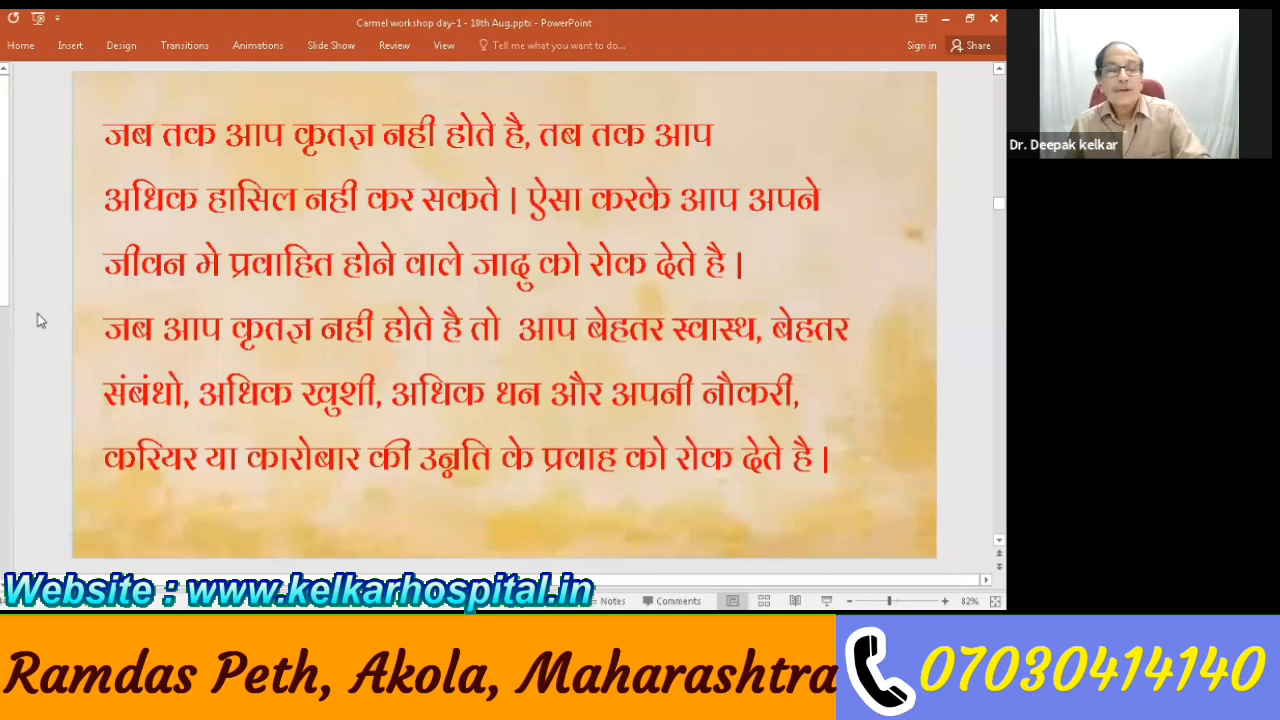 Carmel workshop day-1 - 10th Aug.pptx - PowerPoint
Home Insert Design Transitions Animations Slide Show Review View Tell me what you want to do... Sign in Share
जब तक आप कृतज्ञ नही होते है, तब तक आप
अधिक हासिल नही कर सकते | ऐसा करके आप अपने
जीवन मे प्रवाहित होने वाले जादु को रोक देते है |
जब आप कृतज्ञ नही होते है तो आप बेहतर स्वास्थ, बेहतर
संबंधो, अधिक खुशी, अधिक धन और अपनी नौकरी,
करियर या कारोबार की उन्नति के प्रवाह को रोक देते है |
Dr. Deepak kelkar
Website : www.kelkarhospital.in
Notes Comments 82%
Ramdas Peth, Akola, Maharashtra
07030414140